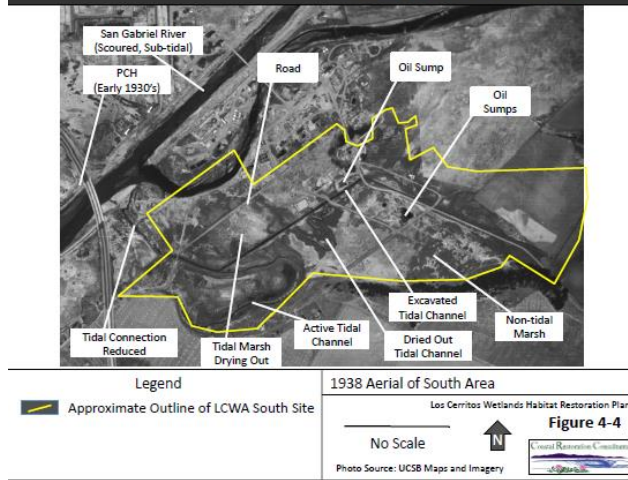 San Gabriel River
(Scoured, Sub-tidal)
PCH
(Early 1930's)
Road
Oil Sump
Oil
Sumps
Tidal Connection
Reduced
Tidal Marsh
Drying Out
Active Tidal
Channel
Dried Out
Tidal Channel
Excavated
Tidal Channel
Non-tidal
Marsh
Legend
Approximate Outline of LCWA South Site
1938 Aerial of South Area
Los Cerritos Wetlands Habitat Restoration Plan
Figure 4-4
No Scale
N
Photo Source: UCSB Maps and Imagery
Coastal Restoration Consultants